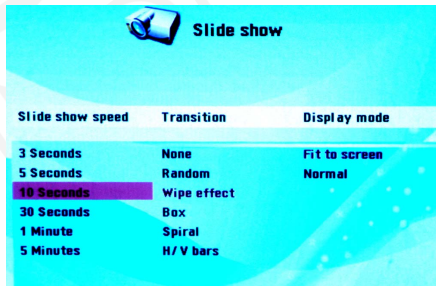 Slide show
Slide show speed Transition Display mode
3 Seconds None Fit to screen
5 Seconds Random Normal
10 Seconds Wipe effect
30 Seconds Box
1 Minute Spiral
5 Minutes H/V bars